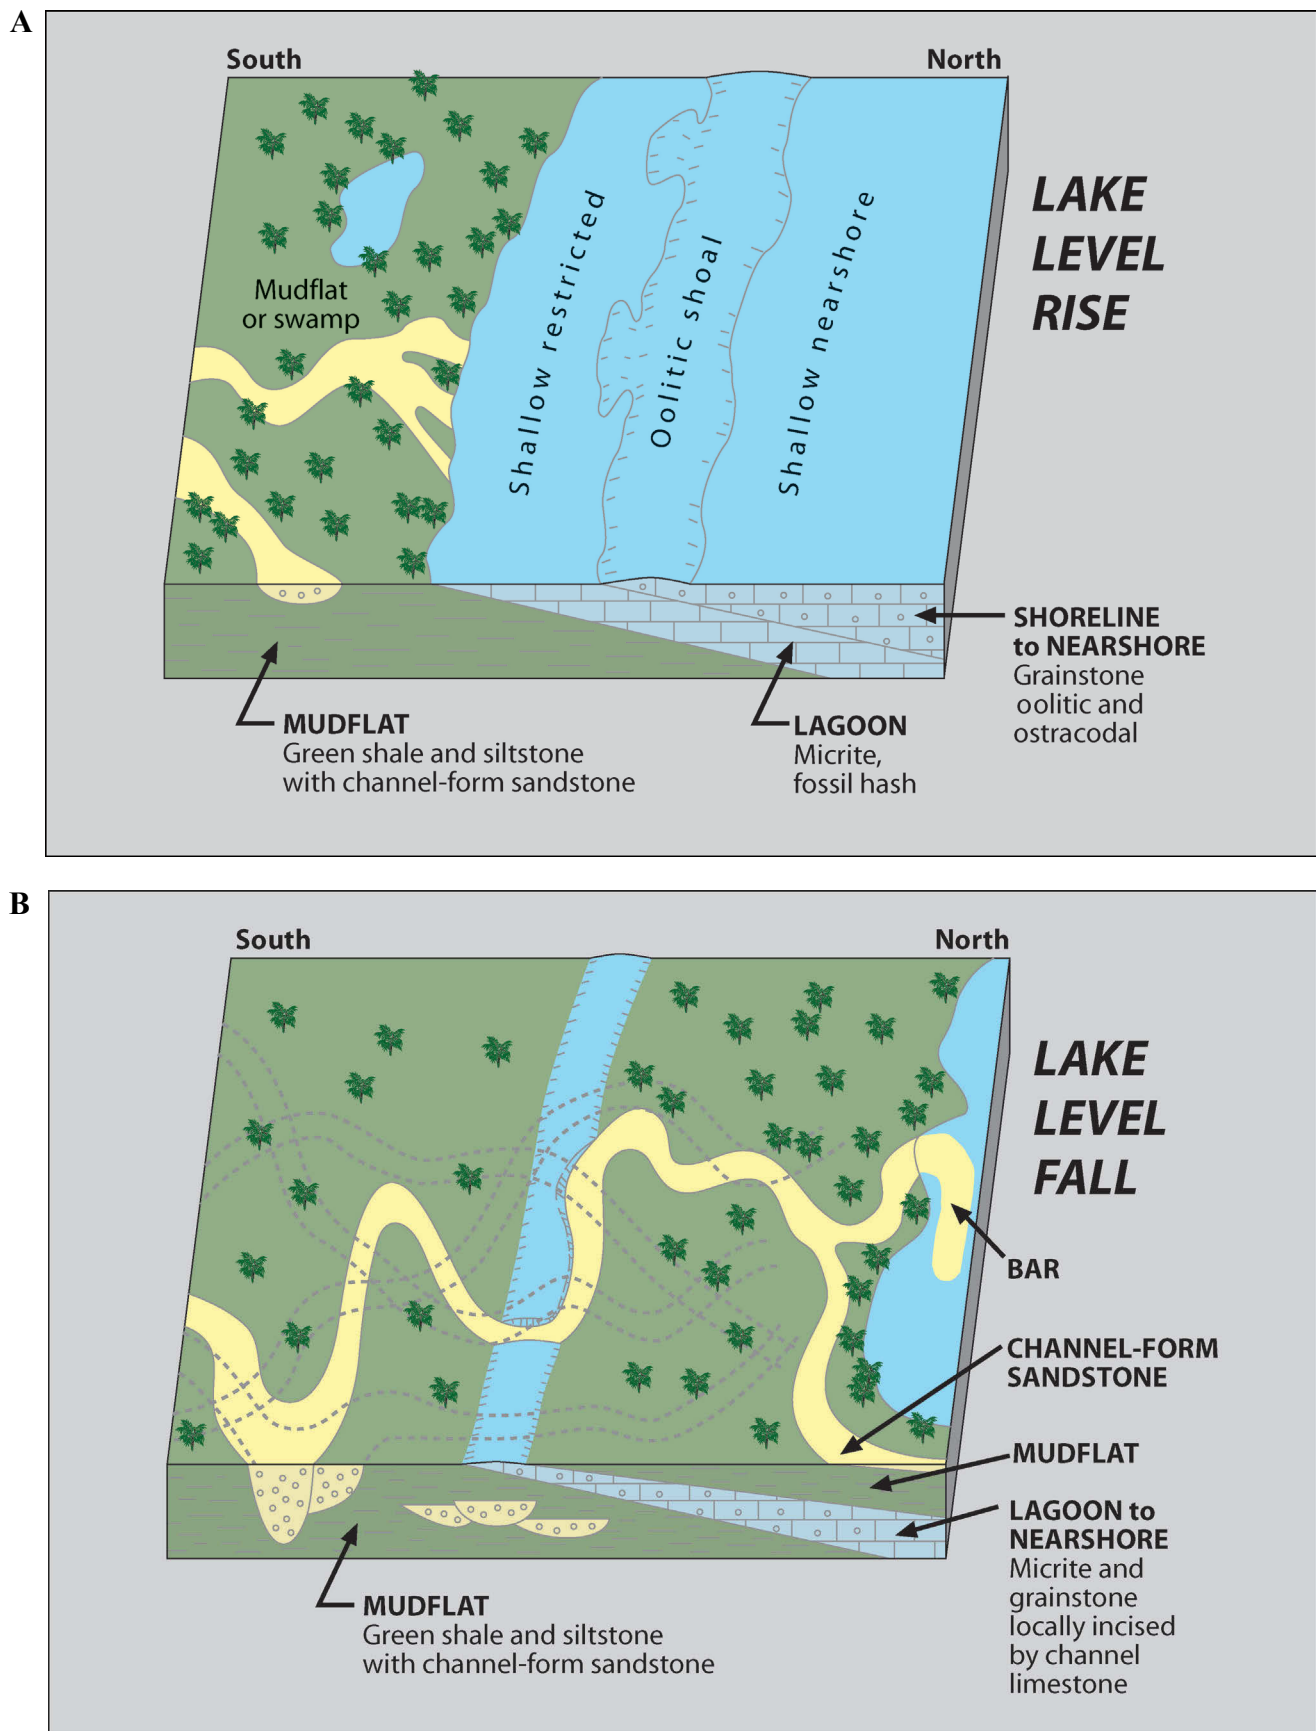 A
South
North
LAKE
LEVEL
RISE
Mudflat
or swamp
Shallow restricted
Oolitic shoal
Shallow nearshore
SHORELINE
to NEARSHORE
Grainstone
oolitic and
ostracodal
MUDFLAT
Green shale and siltstone
with channel-form sandstone
LAGOON
Micrite,
fossil hash
B
South
North
LAKE
LEVEL
FALL
BAR
CHANNEL-FORM
SANDSTONE
MUDFLAT
LAGOON to
NEARSHORE
Micrite and
grainstone
locally incised
by channel
limestone
MUDFLAT
Green shale and siltstone
with channel-form sandstone